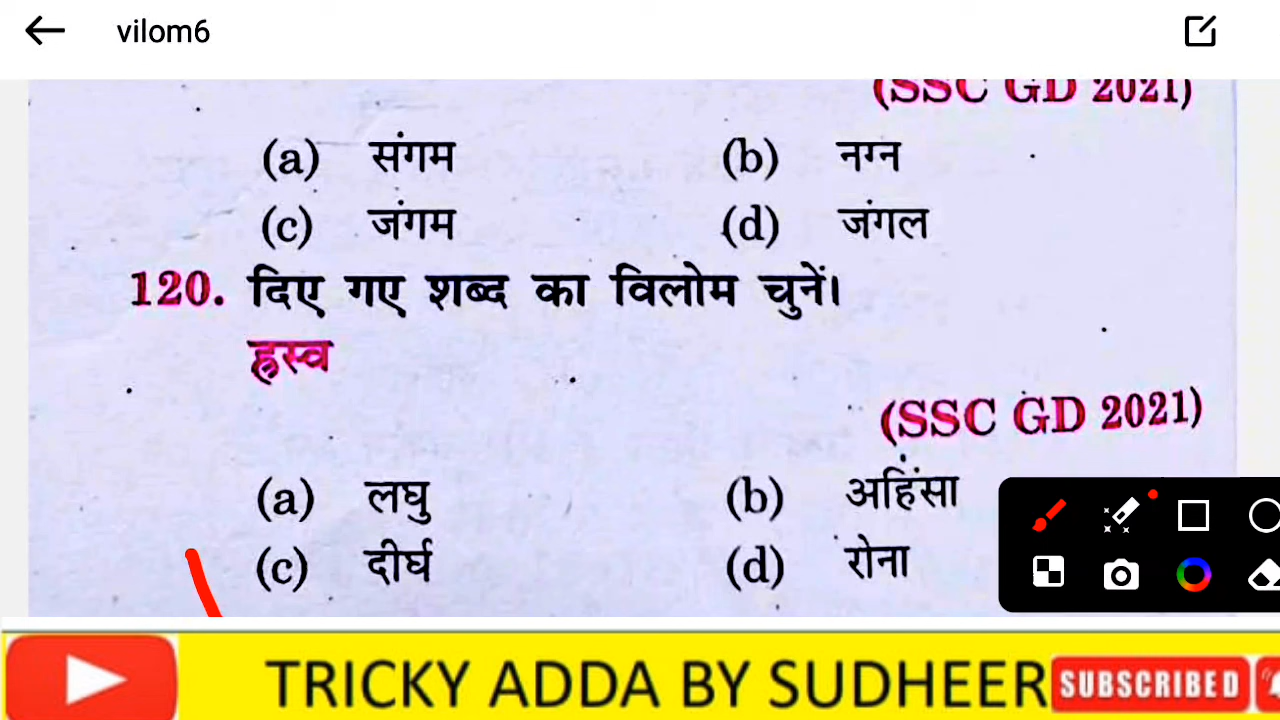 vilom6
(SSC GD 2021)
(a) संगम (b) नग्न
(c) जंगम (d) जंगल
120. दिए गए शब्द का विलोम चुनें।
ह्रस्व
(SSC GD 2021)
(a) लघु (b) अहिंसा
(c) दीर्घ (d) रोना
TRICKY ADDA BY SUDHEER SUBSCRIBED